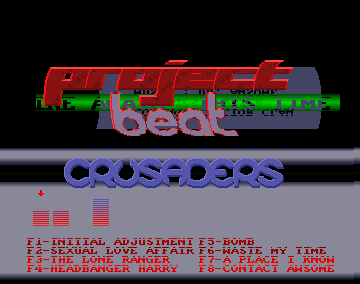 project
beat
CRUSADERS
F1-INITIAL ADJUSTMENT F5-BOMB
F2-SEXUAL LOVE AFFAIR F6-WASTE MY TIME
F3-THE LONE RANGER F7-A PLACE I KNOW
F4-HEADBANGER HARRY F8-CONTACT AWSOME